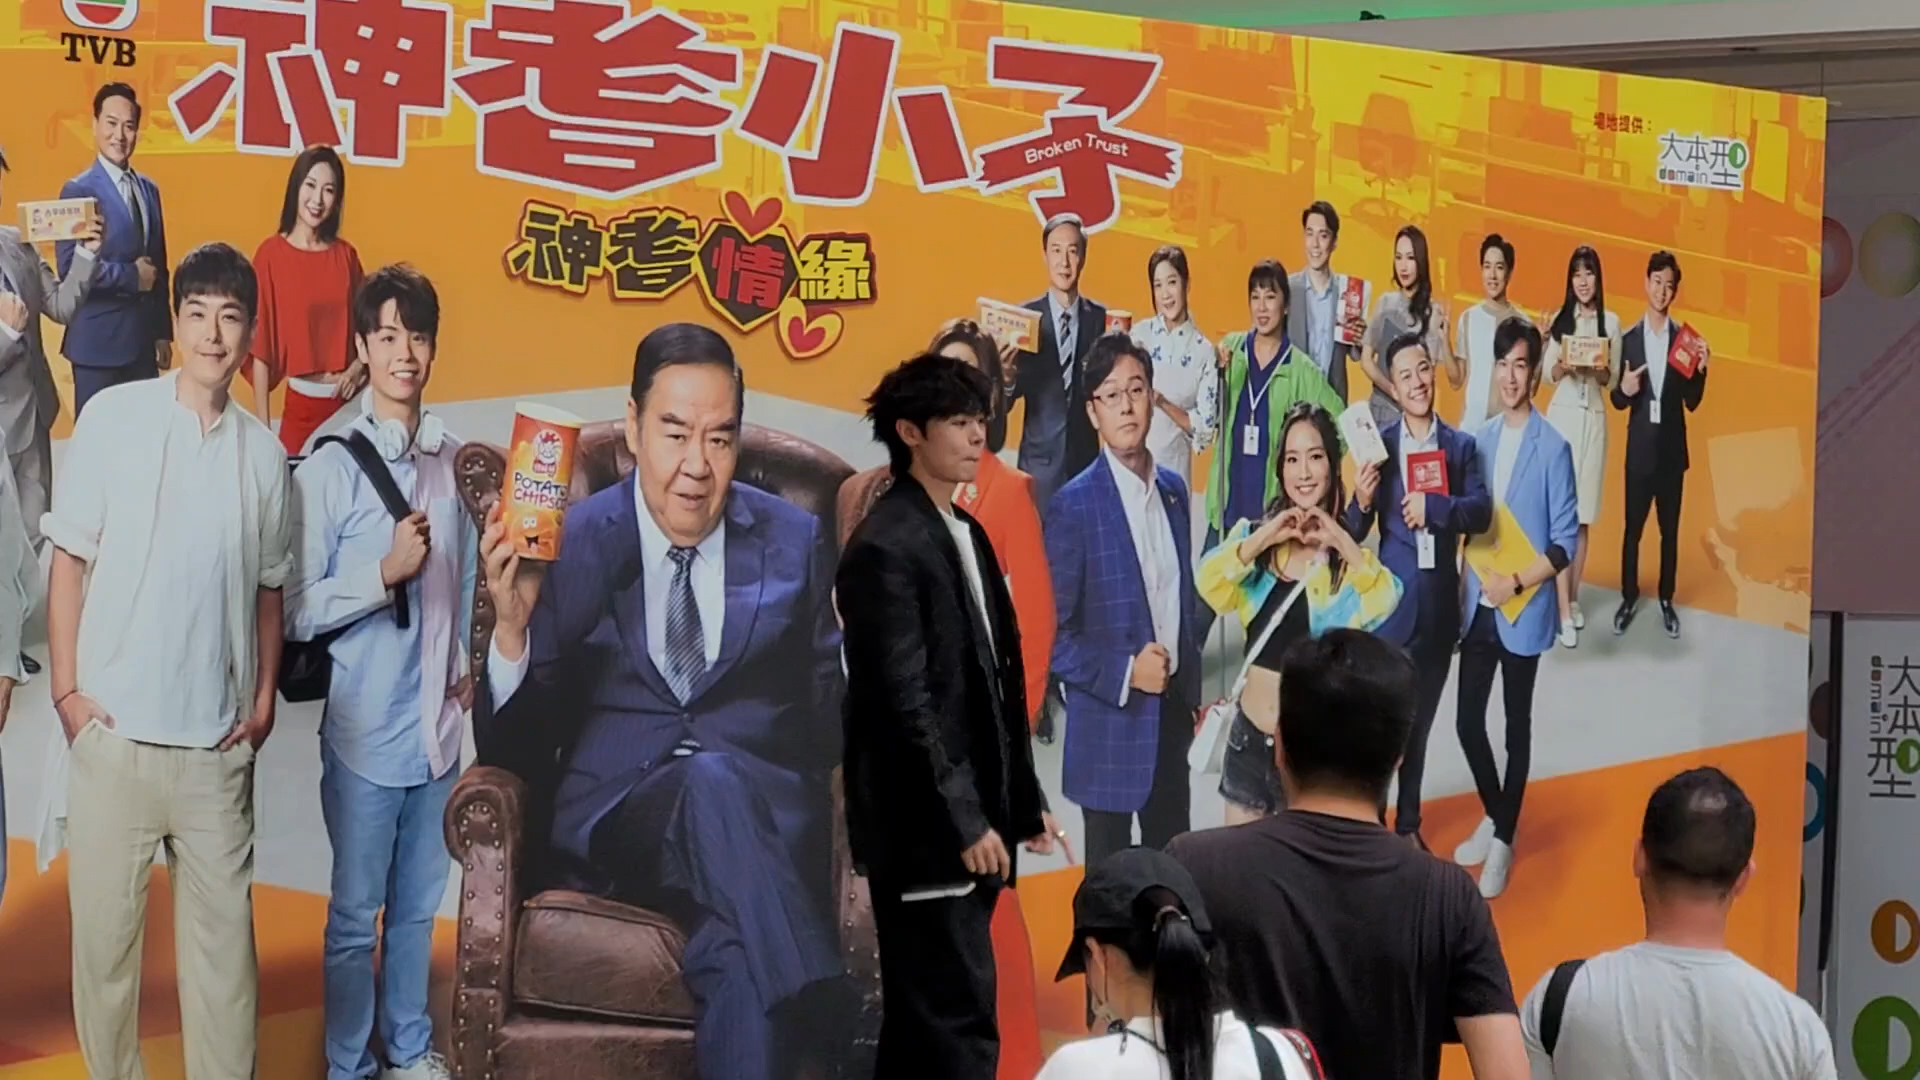 TVB
神耆小子
Broken Trust
神耆情緣
場地提供：
大本型
domain
POTATO
CHIPS
大本型
domain